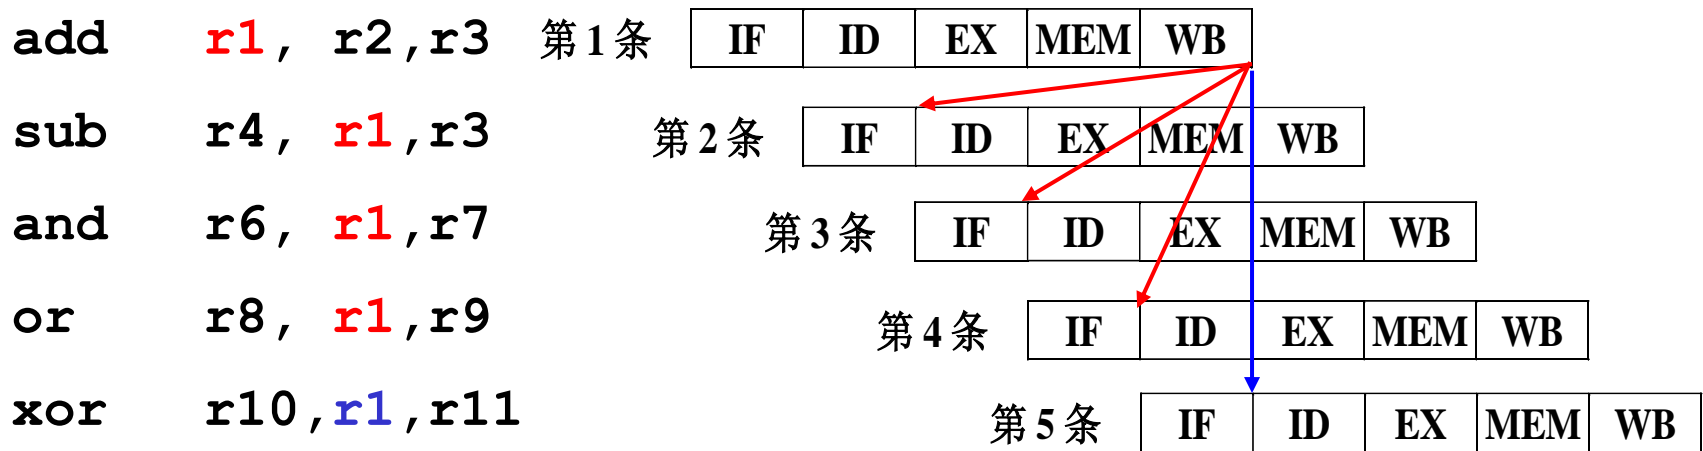 add r1, r2,r3 第1条 IF ID EX MEM WB
sub r4, r1,r3 第2条 IF ID EX MEM WB
and r6, r1,r7 第3条 IF ID EX MEM WB
or r8, r1,r9 第4条 IF ID EX MEM WB
xor r10,r1,r11 第5条 IF ID EX MEM WB